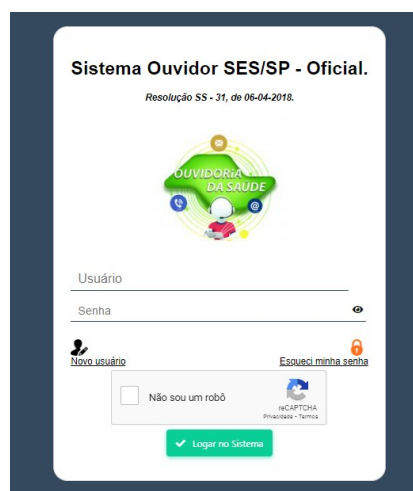 Sistema Ouvidor SES/SP - Oficial.
Resolução SS - 31, de 06-04-2018.
OUVIDORIA
DA SAÚDE
@
Usuário
Senha
Novo usuário
Esqueci minha senha
Não sou um robô
reCAPTCHA
Privacidade - Termos
Logar no Sistema